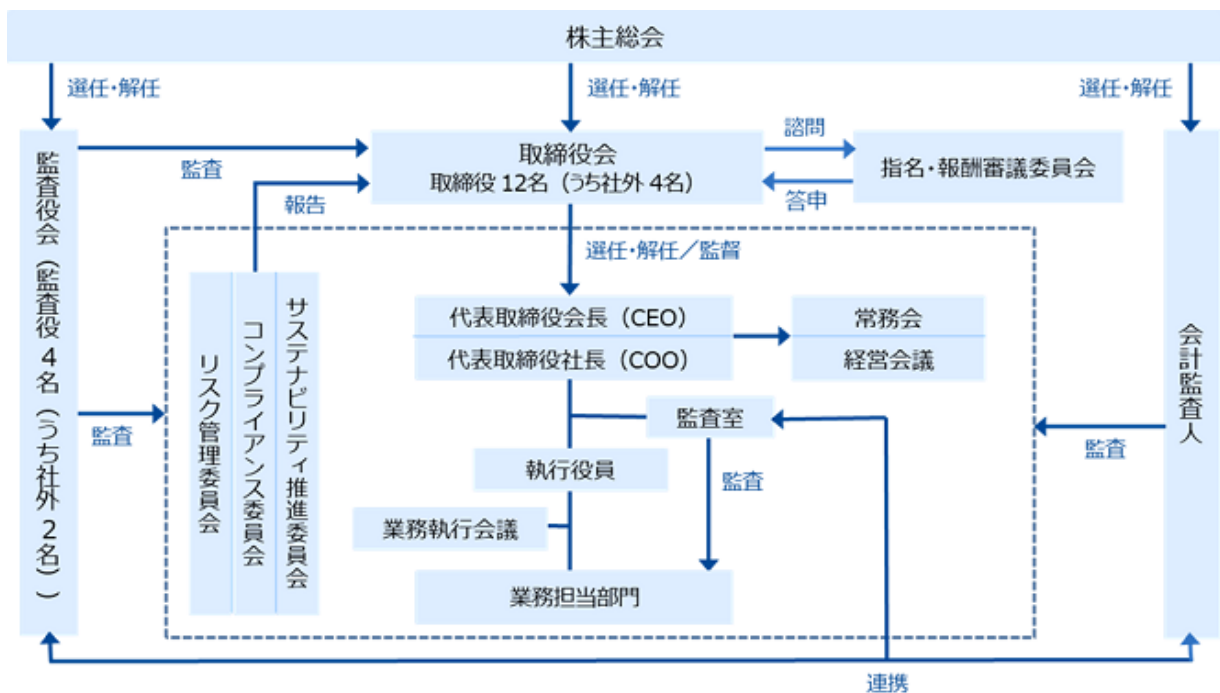 株主総会
選任・解任
選任・解任
選任・解任
監査役会（監査役 4 名（うち社外 2 名））
監査
報告
取締役会
取締役 12名（うち社外 4名）
諮問
答申
指名・報酬審議委員会
選任・解任／監督
リスク管理委員会
コンプライアンス委員会
サステナビリティ推進委員会
代表取締役会長（CEO）
代表取締役社長（COO）
常務会
経営会議
会計監査人
監査
監査室
監査
執行役員
監査
業務執行会議
業務担当部門
連携